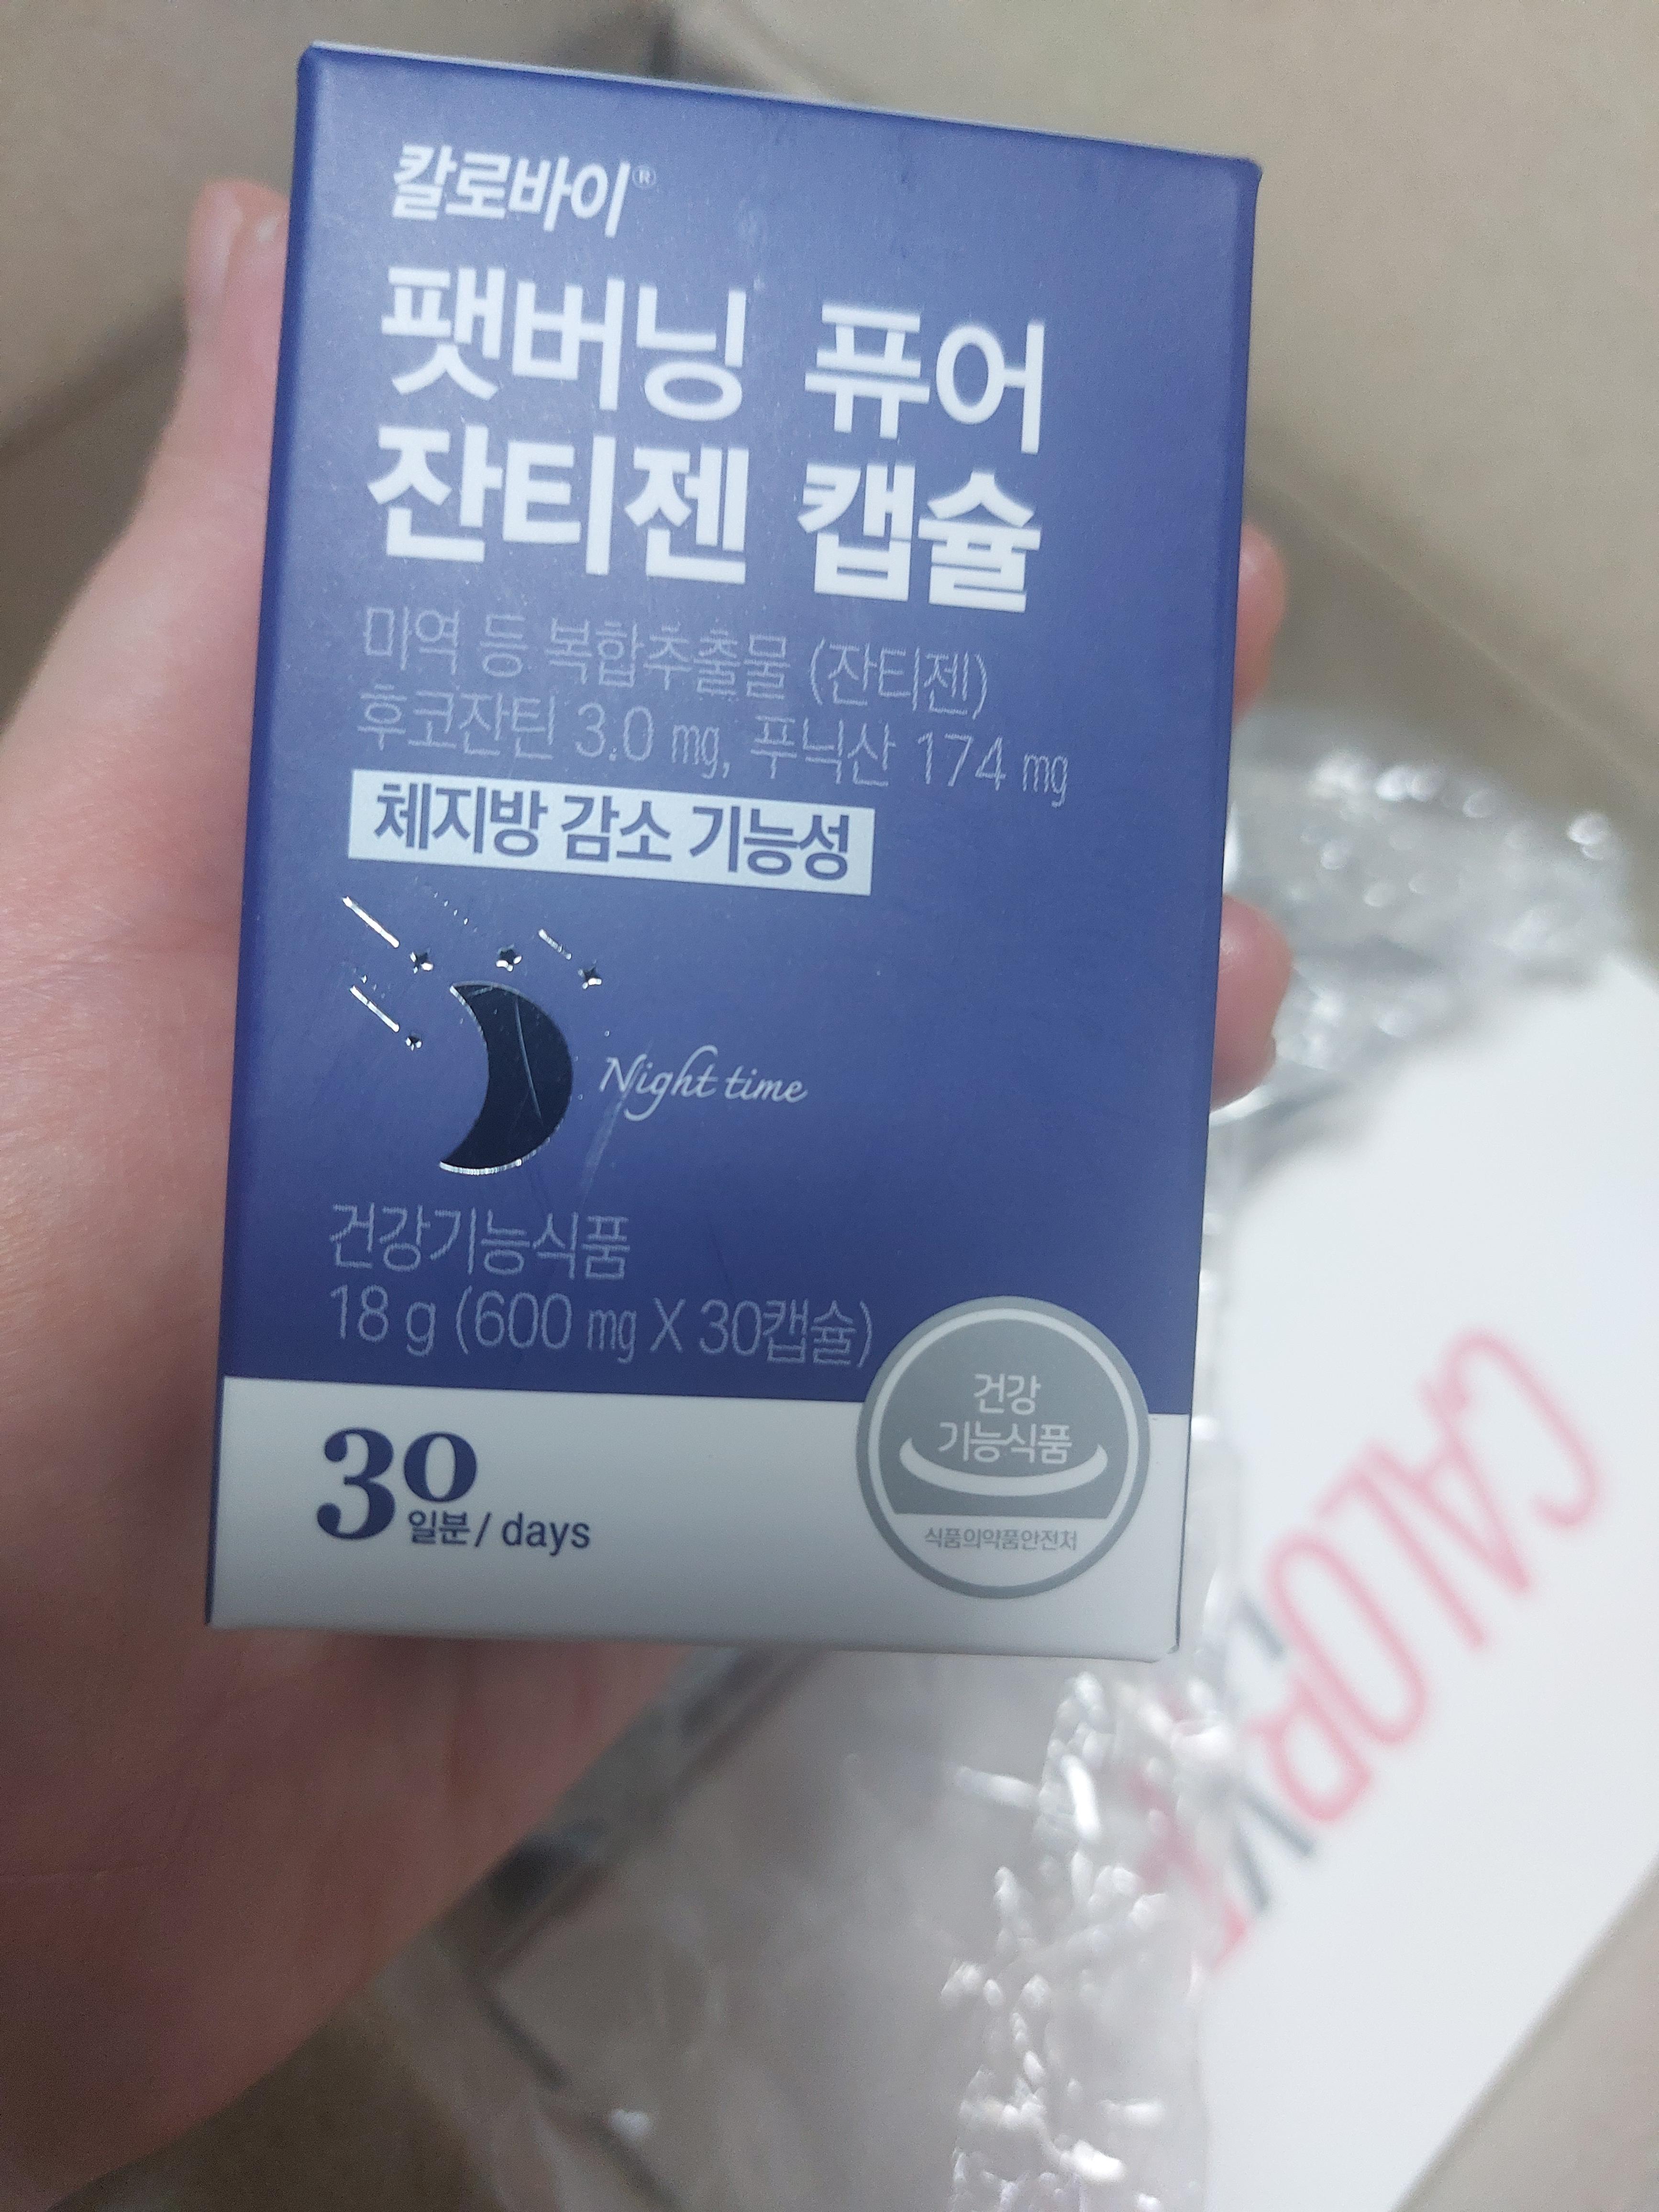 칼로바이®
팻버닝 퓨어
잔티젠 캡슐
미역 등 복합추출물 (잔티젠)
후코잔틴 3.0 mg, 푸닉산 174 mg
체지방 감소 기능성
Night time
건강기능식품
18 g (600 mg X 30캡슐)
30
일분 / days
건강
기능식품
식품의약품안전처
CALORBYE